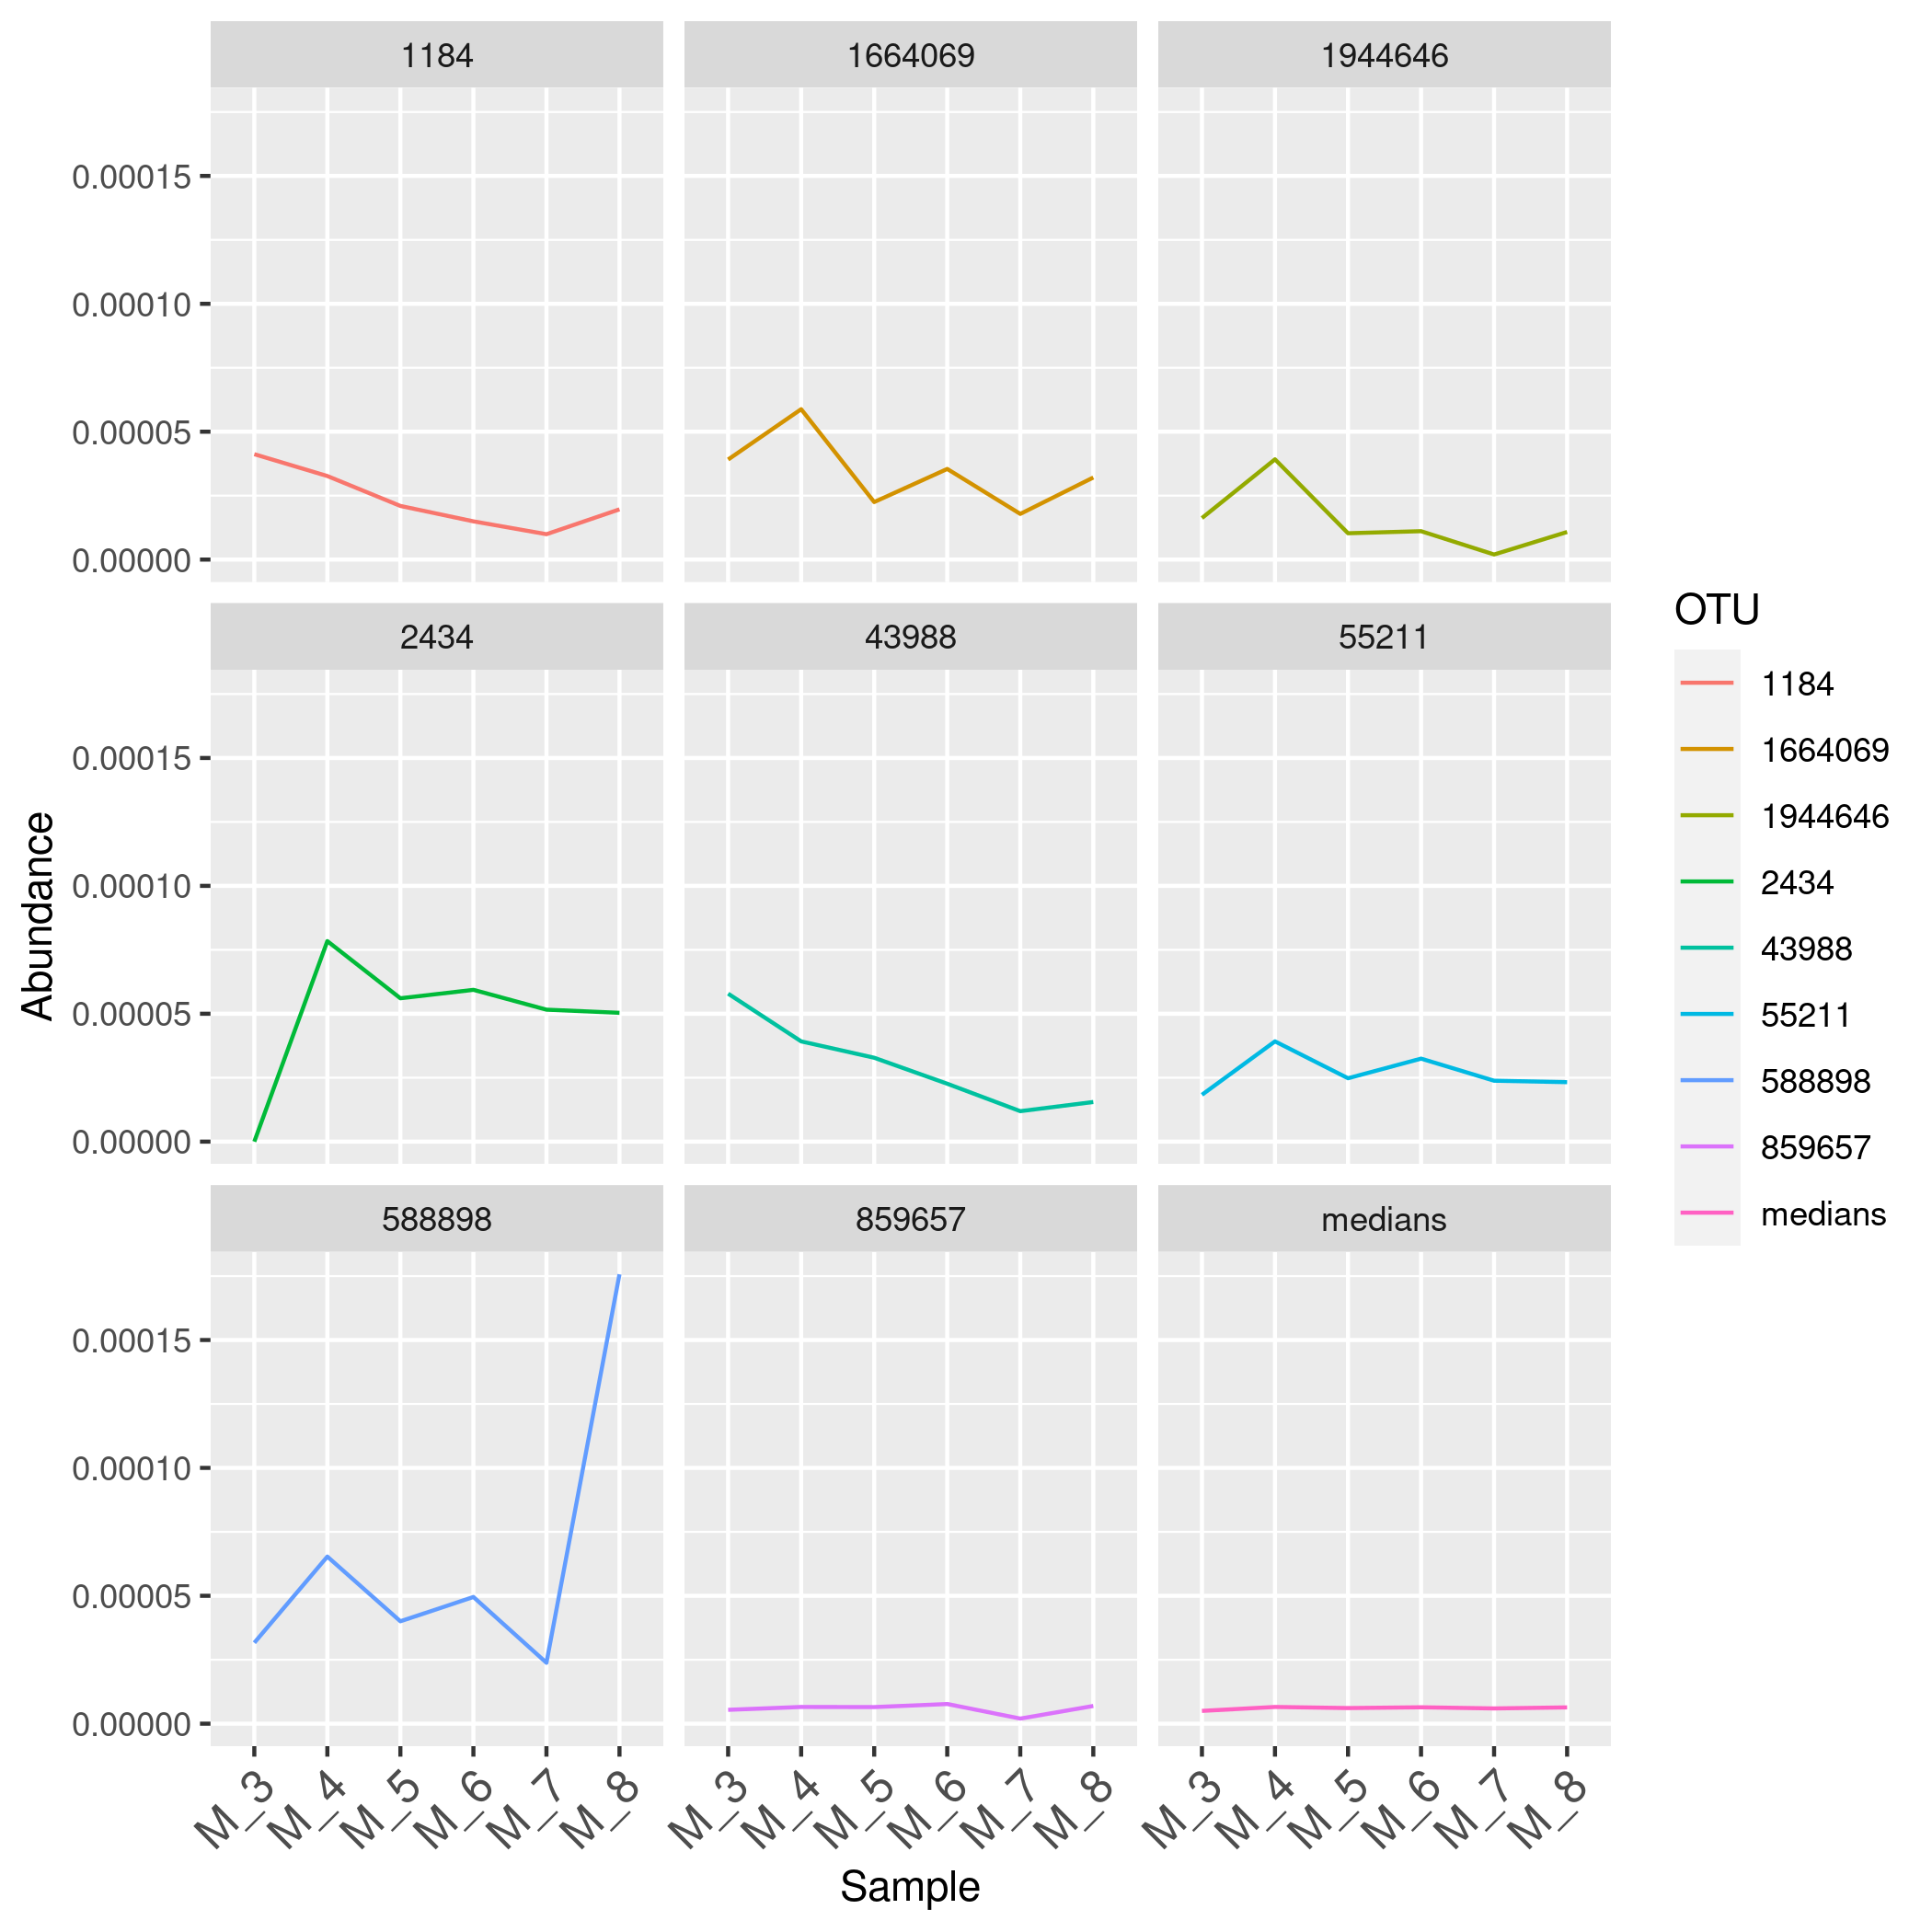 1184 1664069 1944646
0.00015
0.00010
0.00005
0.00000
2434 43988 55211
0.00015
0.00010
0.00005
0.00000
588898 859657 medians
0.00015
0.00010
0.00005
0.00000
M_3 M_4 M_5 M_6 M_7 M_8 M_3 M_4 M_5 M_6 M_7 M_8 M_3 M_4 M_5 M_6 M_7 M_8
Sample
Abundance
OTU
1184
1664069
1944646
2434
43988
55211
588898
859657
medians